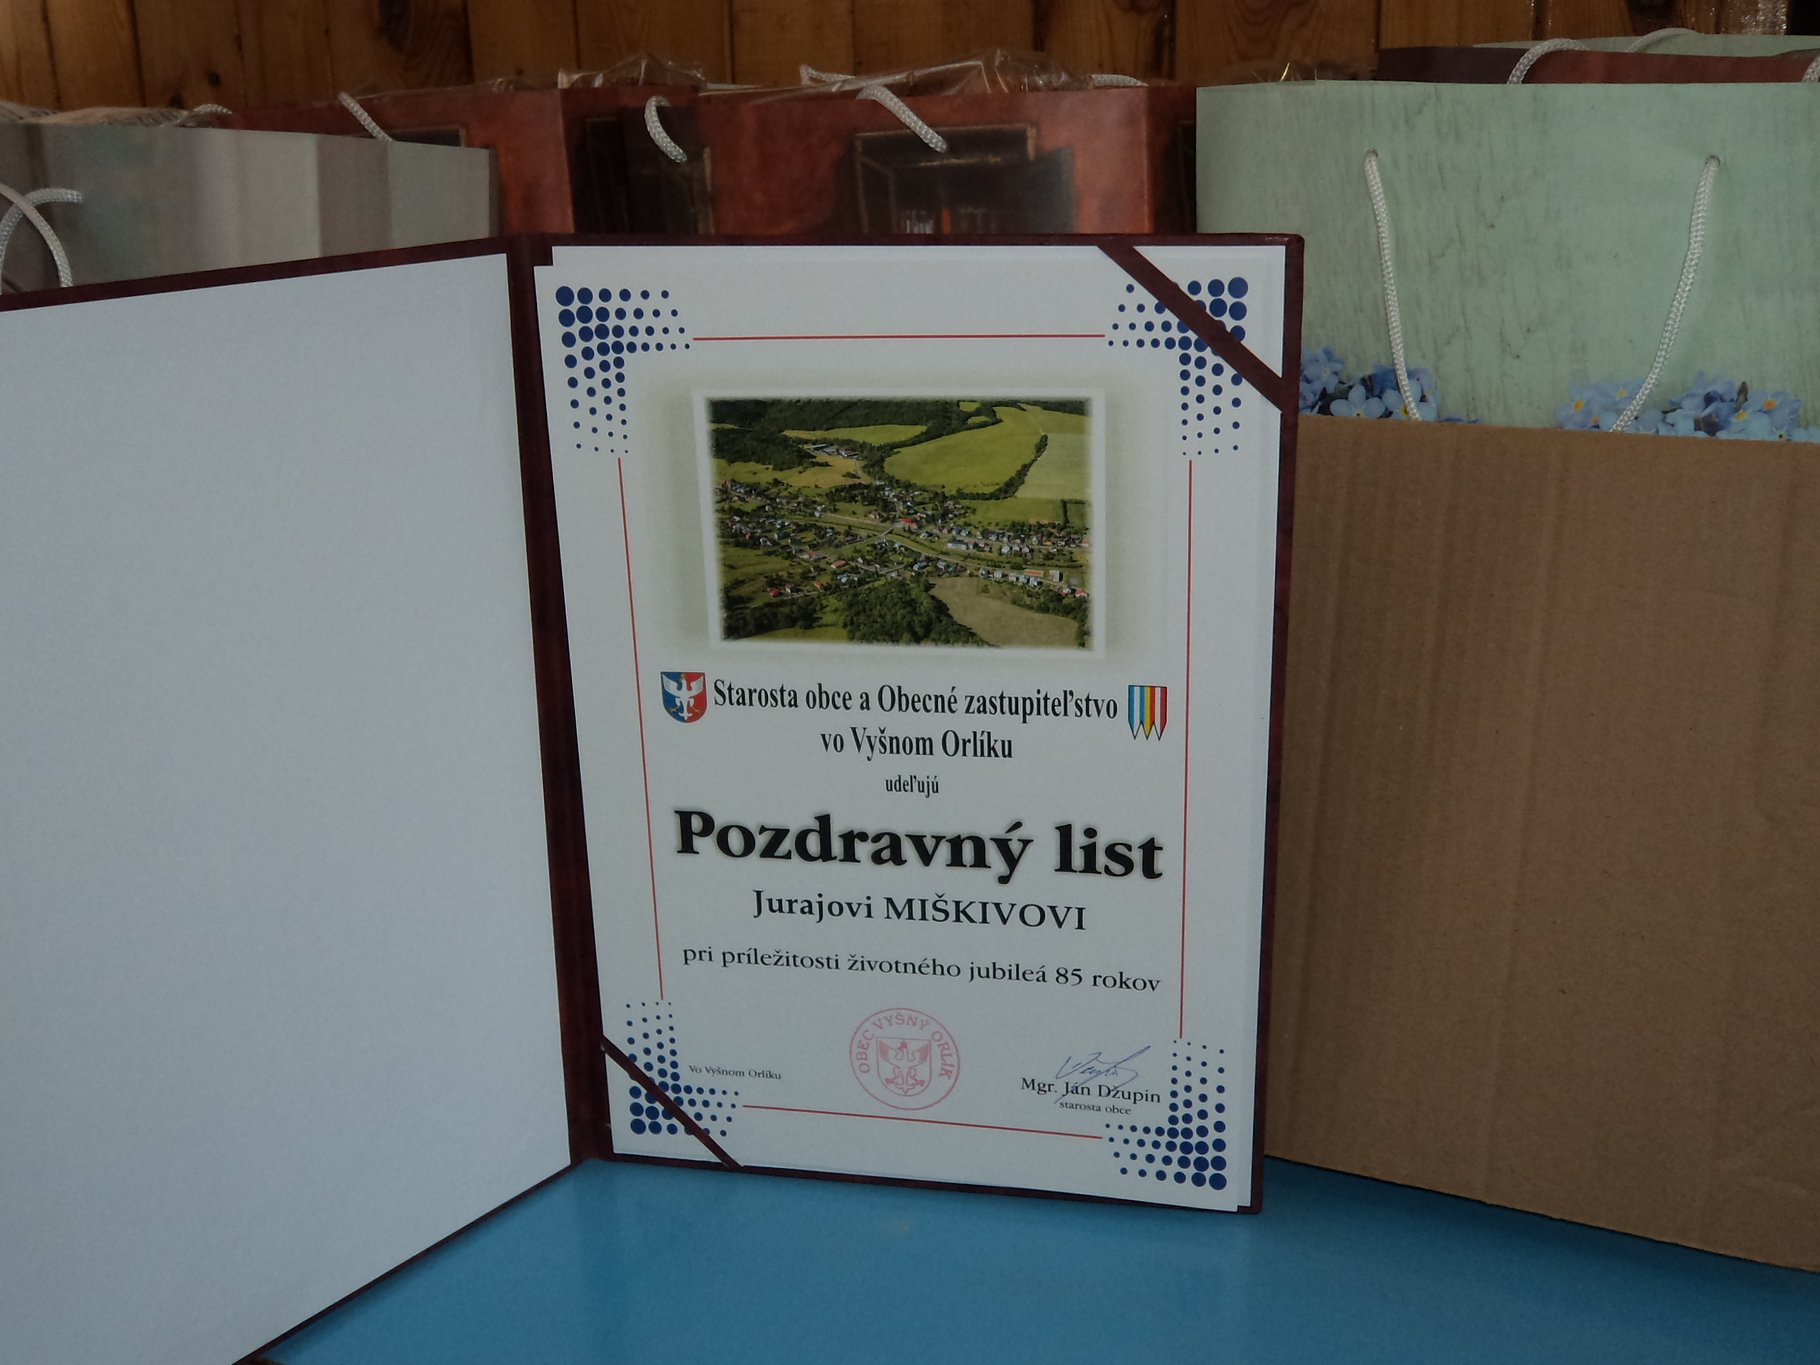 Starosta obce a Obecné zastupiteľstvo
vo Vyšnom Orlíku
udeľujú
Pozdravný list
Jurajovi MIŠKIVOVI
pri príležitosti životného jubileá 85 rokov
OBEC VYŠNÝ ORLÍK
Vo Vyšnom Orlíku
Mgr. Ján Džupin
starosta obce